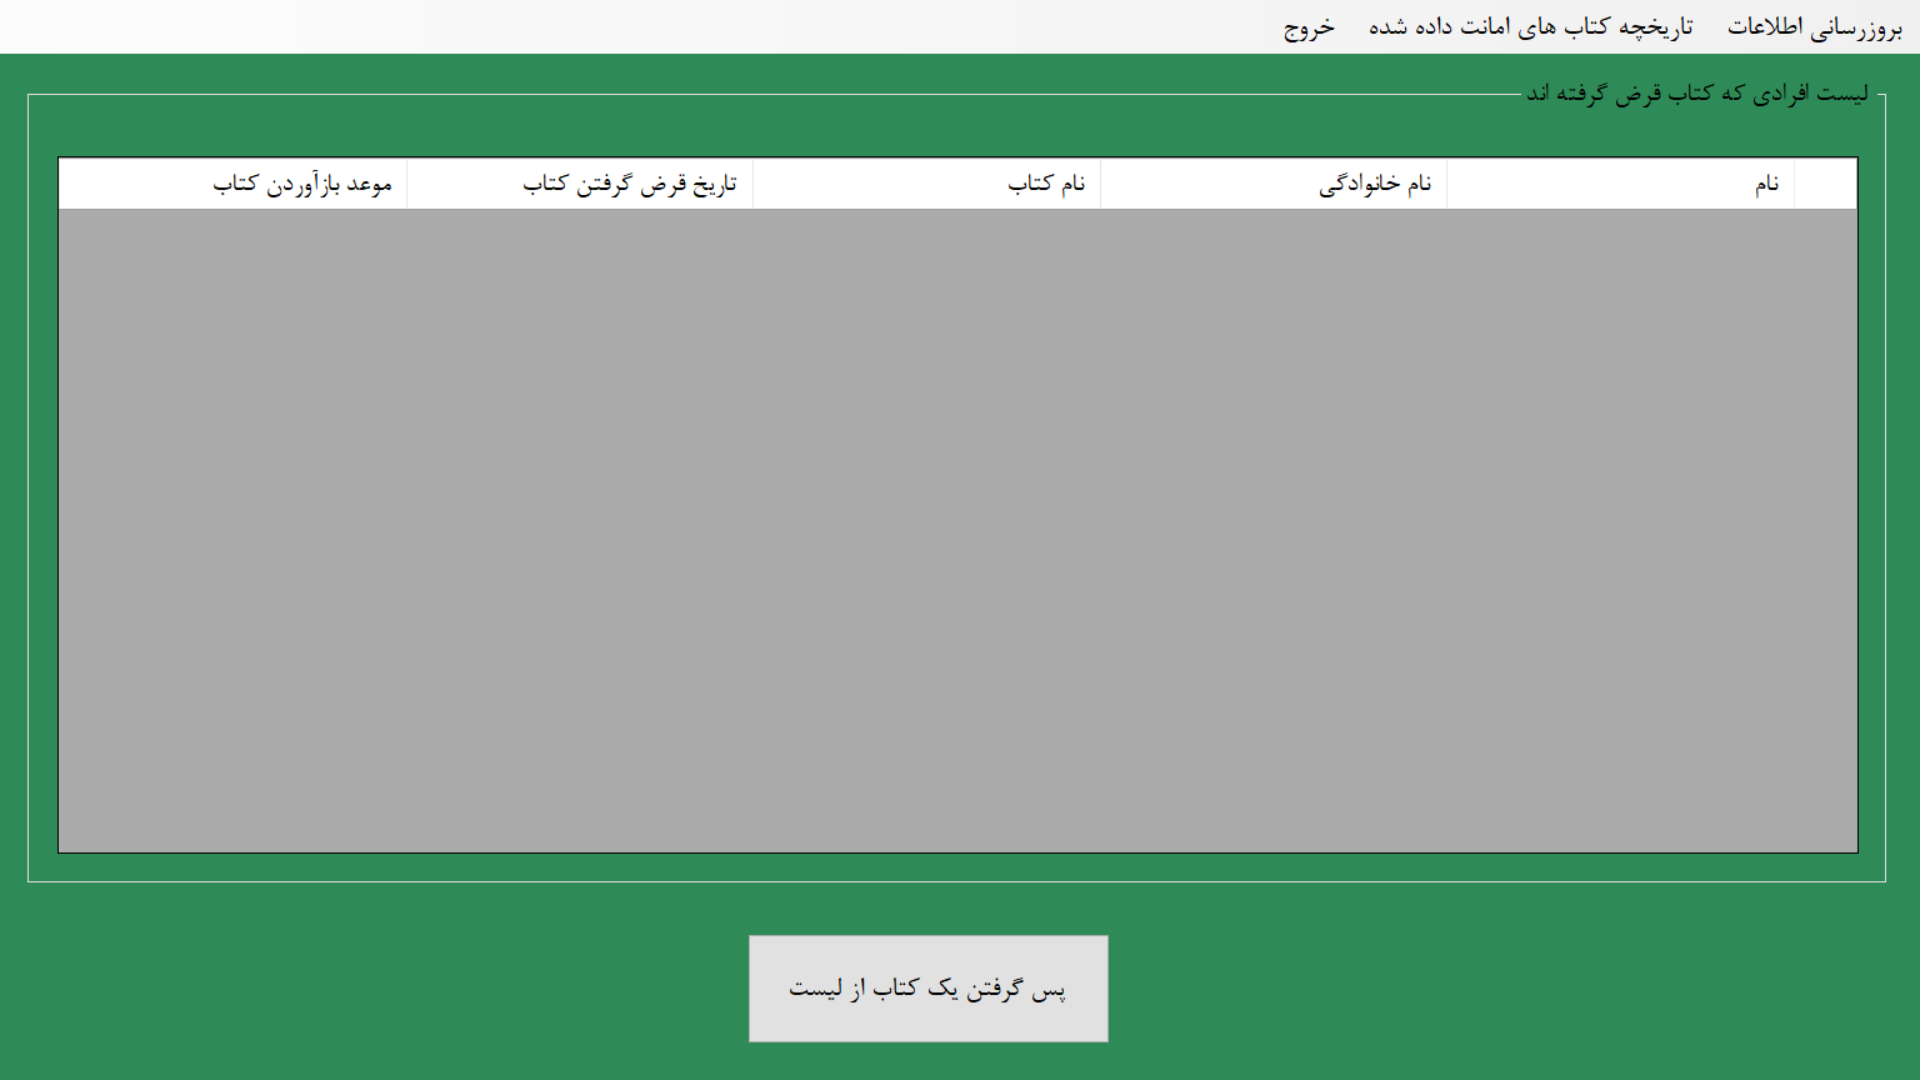 بروزرسانی اطلاعات تاریخچه کتاب های امانت داده شده خروج
لیست افرادی که کتاب قرض گرفته اند
نام نام خانوادگی نام کتاب تاریخ قرض گرفتن کتاب موعد بازآوردن کتاب
پس گرفتن یک کتاب از لیست